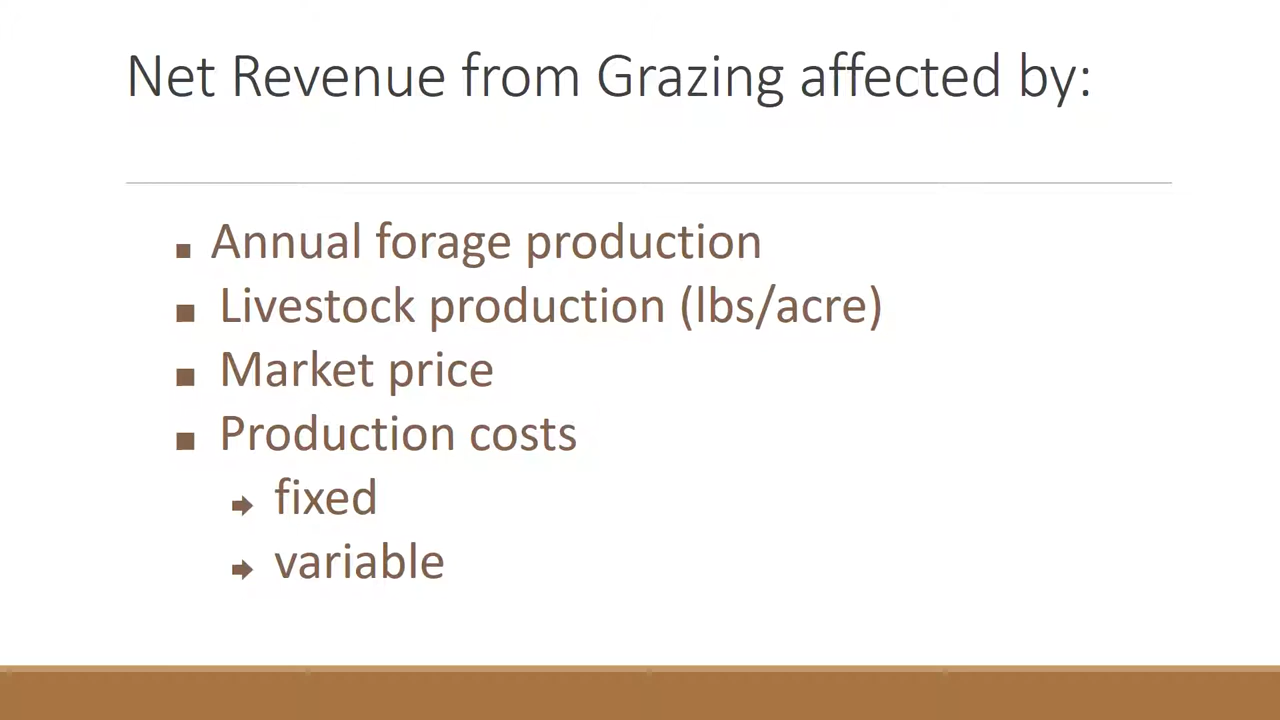 Net Revenue from Grazing affected by:
■ Annual forage production
■ Livestock production (lbs/acre)
■ Market price
■ Production costs
➡ fixed
➡ variable